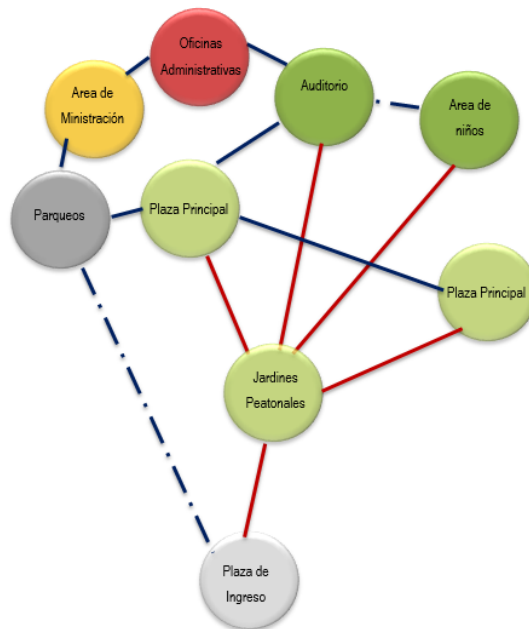 Oficinas
Administrativas
Area de
Ministración
Auditorio
Area de
niños
Parqueos
Plaza Principal
Plaza Principal
Jardines
Peatonales
Plaza de
Ingreso